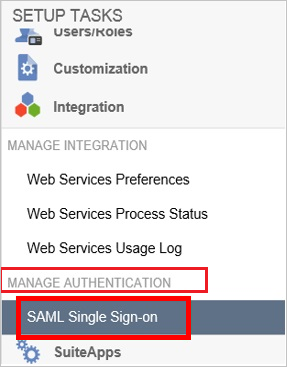 SETUP TASKS
Users/Roles
Customization
Integration
MANAGE INTEGRATION
Web Services Preferences
Web Services Process Status
Web Services Usage Log
MANAGE AUTHENTICATION
SAML Single Sign-on
SuiteApps